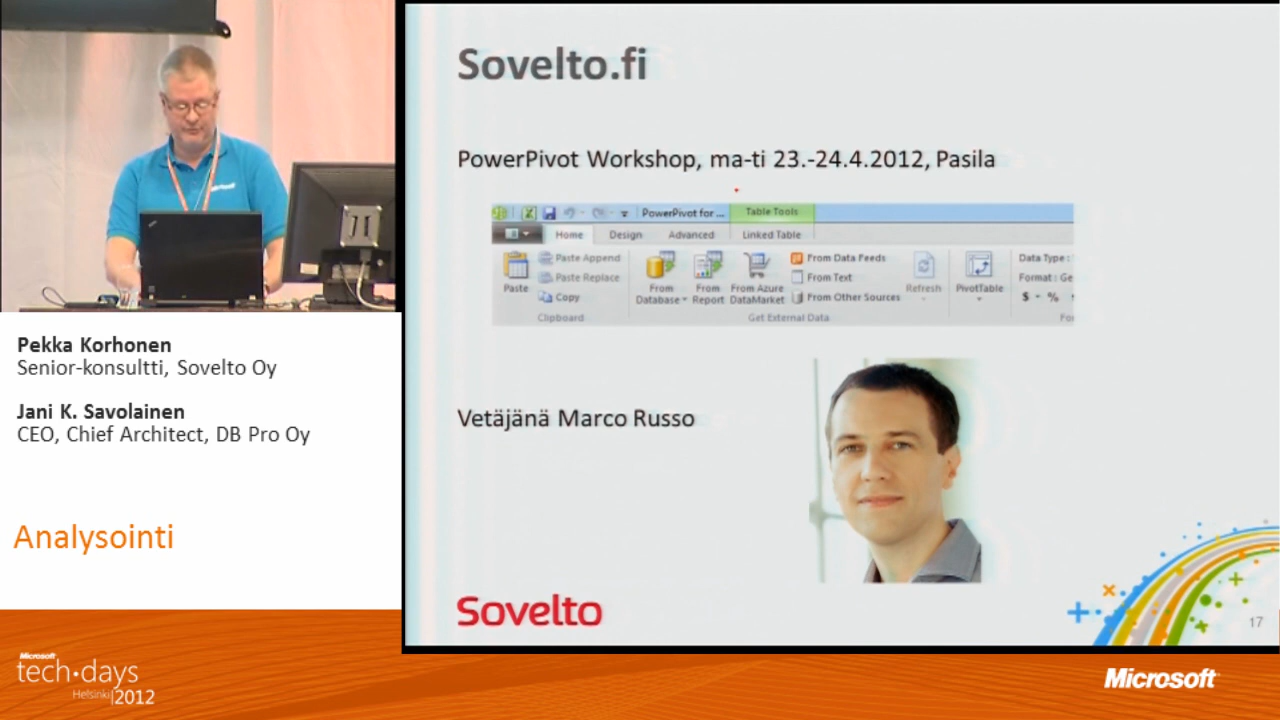 Sovelto.fi
PowerPivot Workshop, ma-ti 23.-24.4.2012, Pasila
PowerPivot for ...
Table Tools
Home
Design
Advanced
Linked Table
Paste
Paste Append
Paste Replace
Copy
Clipboard
From
Database
From
Report
From Azure
DataMarket
From Data Feeds
From Text
From Other Sources
Get External Data
Refresh
PivotTable
Data Type :
Format : Ge
$ %
Fo
Vetäjänä Marco Russo
Sovelto
17
Pekka Korhonen
Senior-konsultti, Sovelto Oy
Jani K. Savolainen
CEO, Chief Architect, DB Pro Oy
Analysointi
Microsoft
tech·days
Helsinki|2012
Microsoft